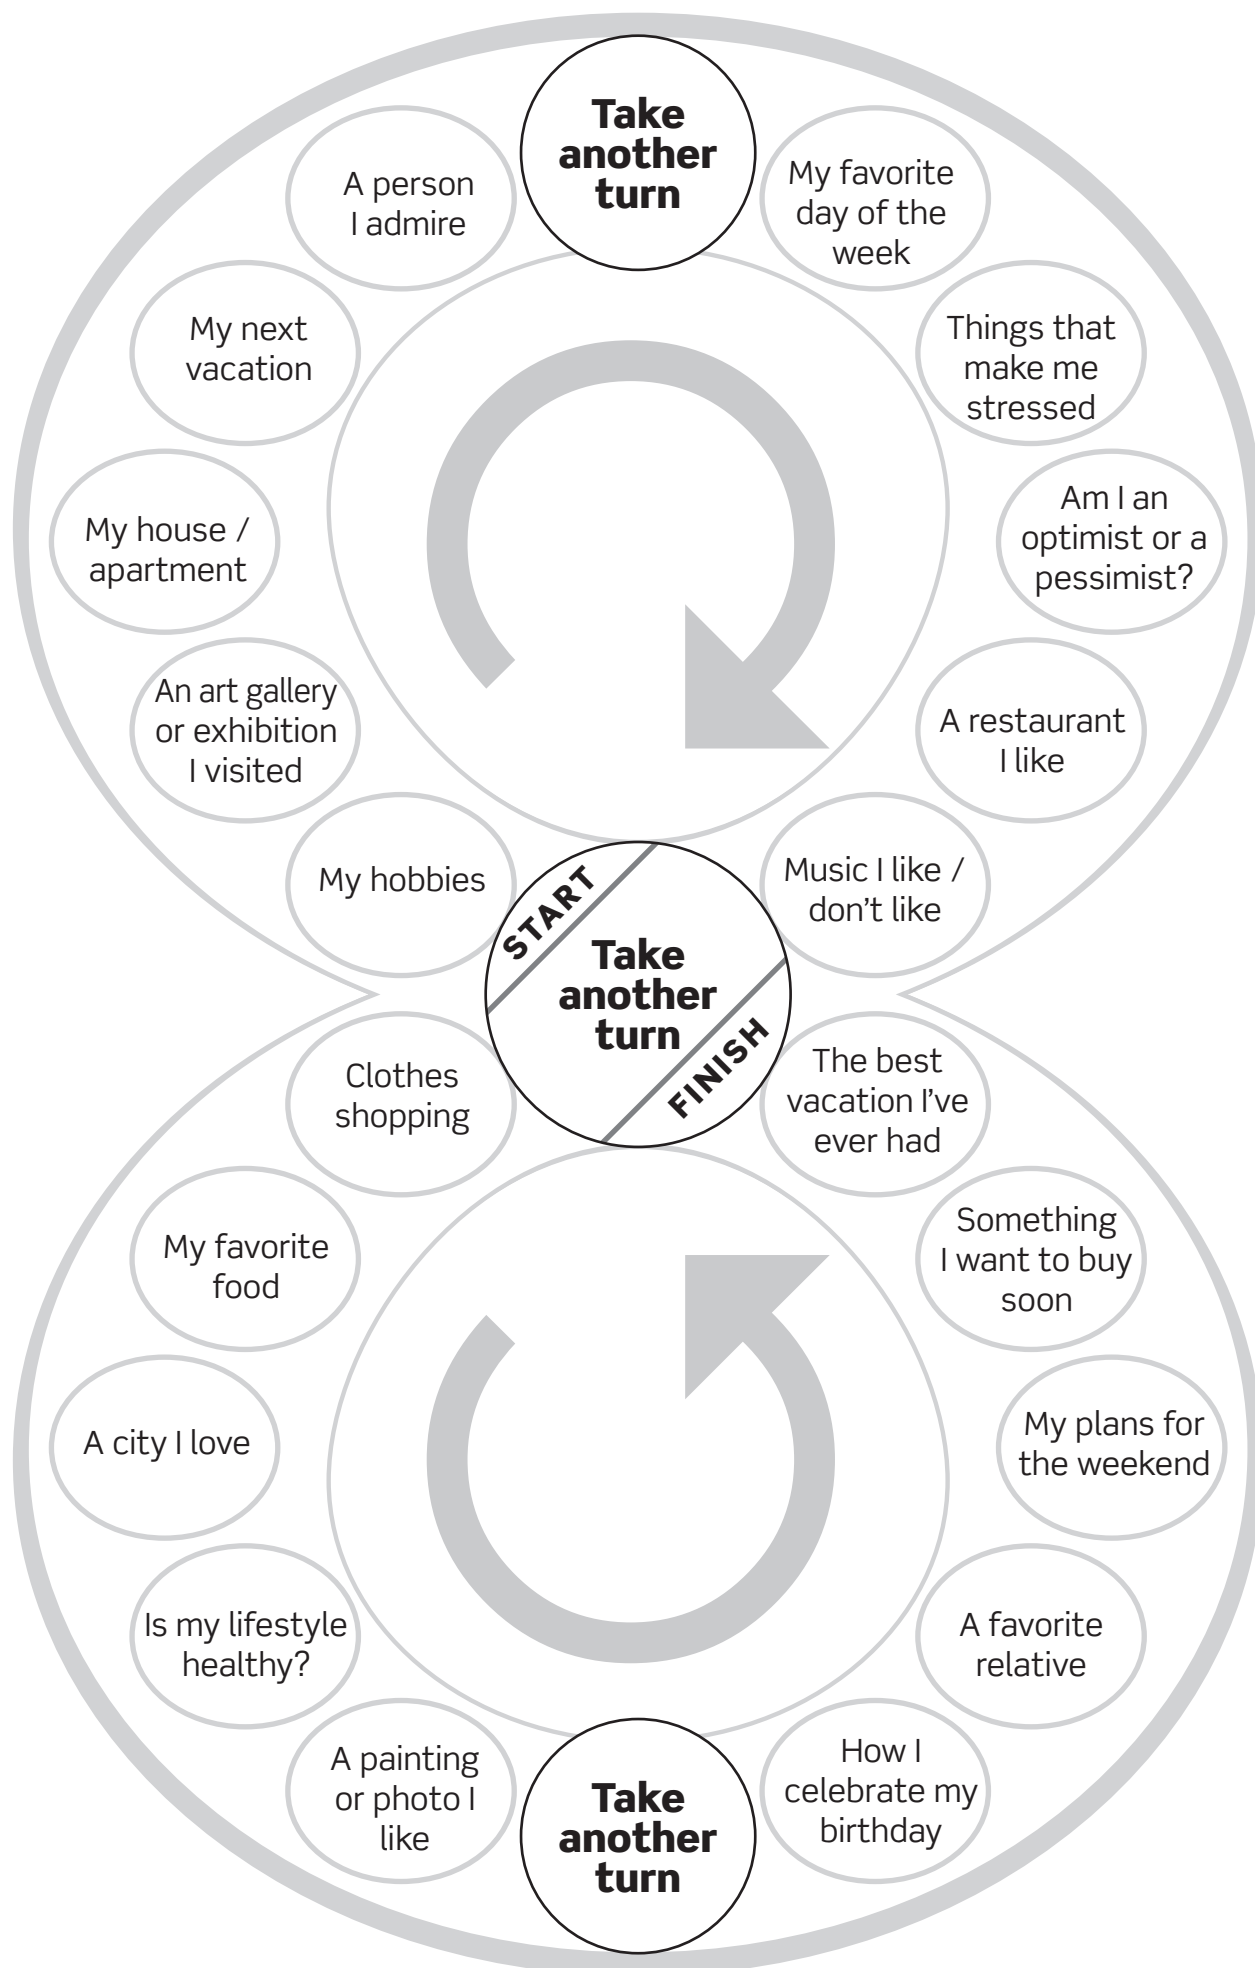 Take
another
turn
A person
I admire
My favorite
day of the
week
My next
vacation
Things that
make me
stressed
My house /
apartment
Am I an
optimist or a
pessimist?
An art gallery
or exhibition
I visited
A restaurant
I like
My hobbies
Music I like /
don't like
START
Take
another
turn
FINISH
Clothes
shopping
The best
vacation I've
ever had
My favorite
food
Something
I want to buy
soon
A city I love
My plans for
the weekend
Is my lifestyle
healthy?
A favorite
relative
A painting
or photo I
like
Take
another
turn
How I
celebrate my
birthday